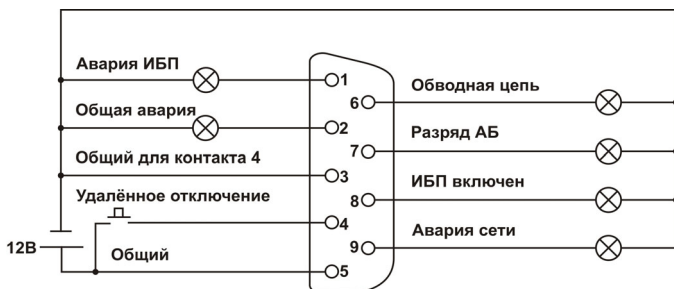 Авария ИБП
1
Обводная цепь
6
Общая авария
2
Разряд АБ
7
Общий для контакта 4
3
ИБП включен
8
Удалённое отключение
4
Авария сети
9
12В
Общий
5